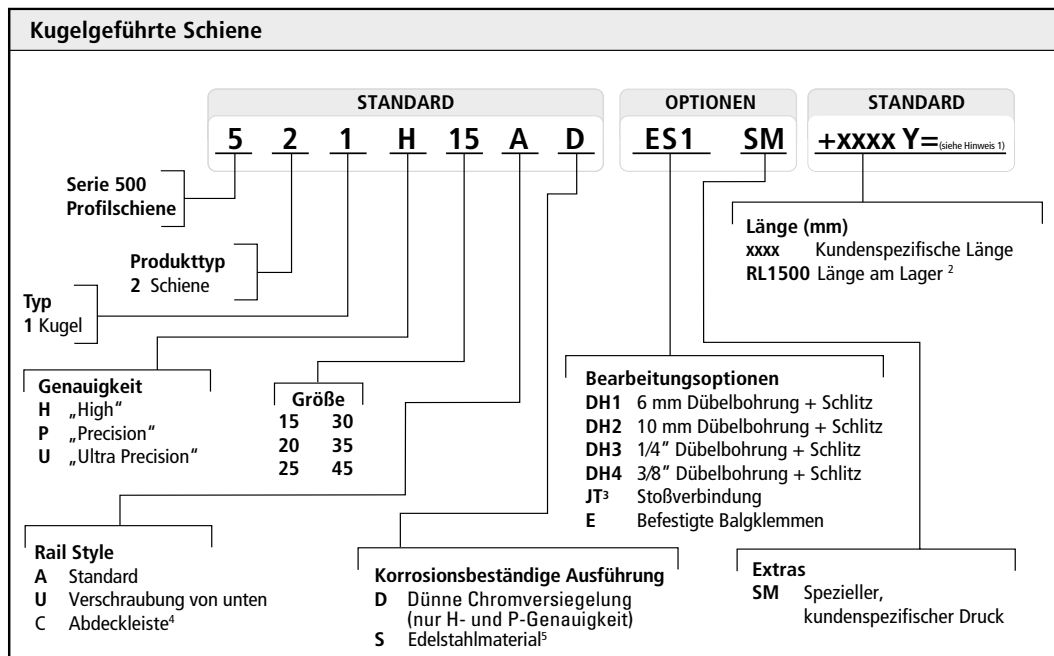 Kugelgeführte Schiene
STANDARD
OPTIONEN
STANDARD
5 2 1 H 15 A D
ES1 SM
+xxxx Y= (siehe Hinweis 1)
Serie 500
Profilschiene
Produkttyp
2 Schiene
Typ
1 Kugel
Länge (mm)
xxxx Kundenspezifische Länge
RL1500 Länge am Lager ²
Genauigkeit
H „High“
P „Precision“
U „Ultra Precision“
Größe
15 30
20 35
25 45
Bearbeitungsoptionen
DH1 6 mm Dübelbohrung + Schlitz
DH2 10 mm Dübelbohrung + Schlitz
DH3 1/4“ Dübelbohrung + Schlitz
DH4 3/8“ Dübelbohrung + Schlitz
JT³ Stoßverbindung
E Befestigte Balgklemmen
Rail Style
A Standard
U Verschraubung von unten
C Abdeckleiste⁴
Korrosionsbeständige Ausführung
D Dünne Chromversiegelung
(nur H- und P-Genauigkeit)
S Edelstahlmaterial⁵
Extras
SM Spezieller,
kundenspezifischer Druck